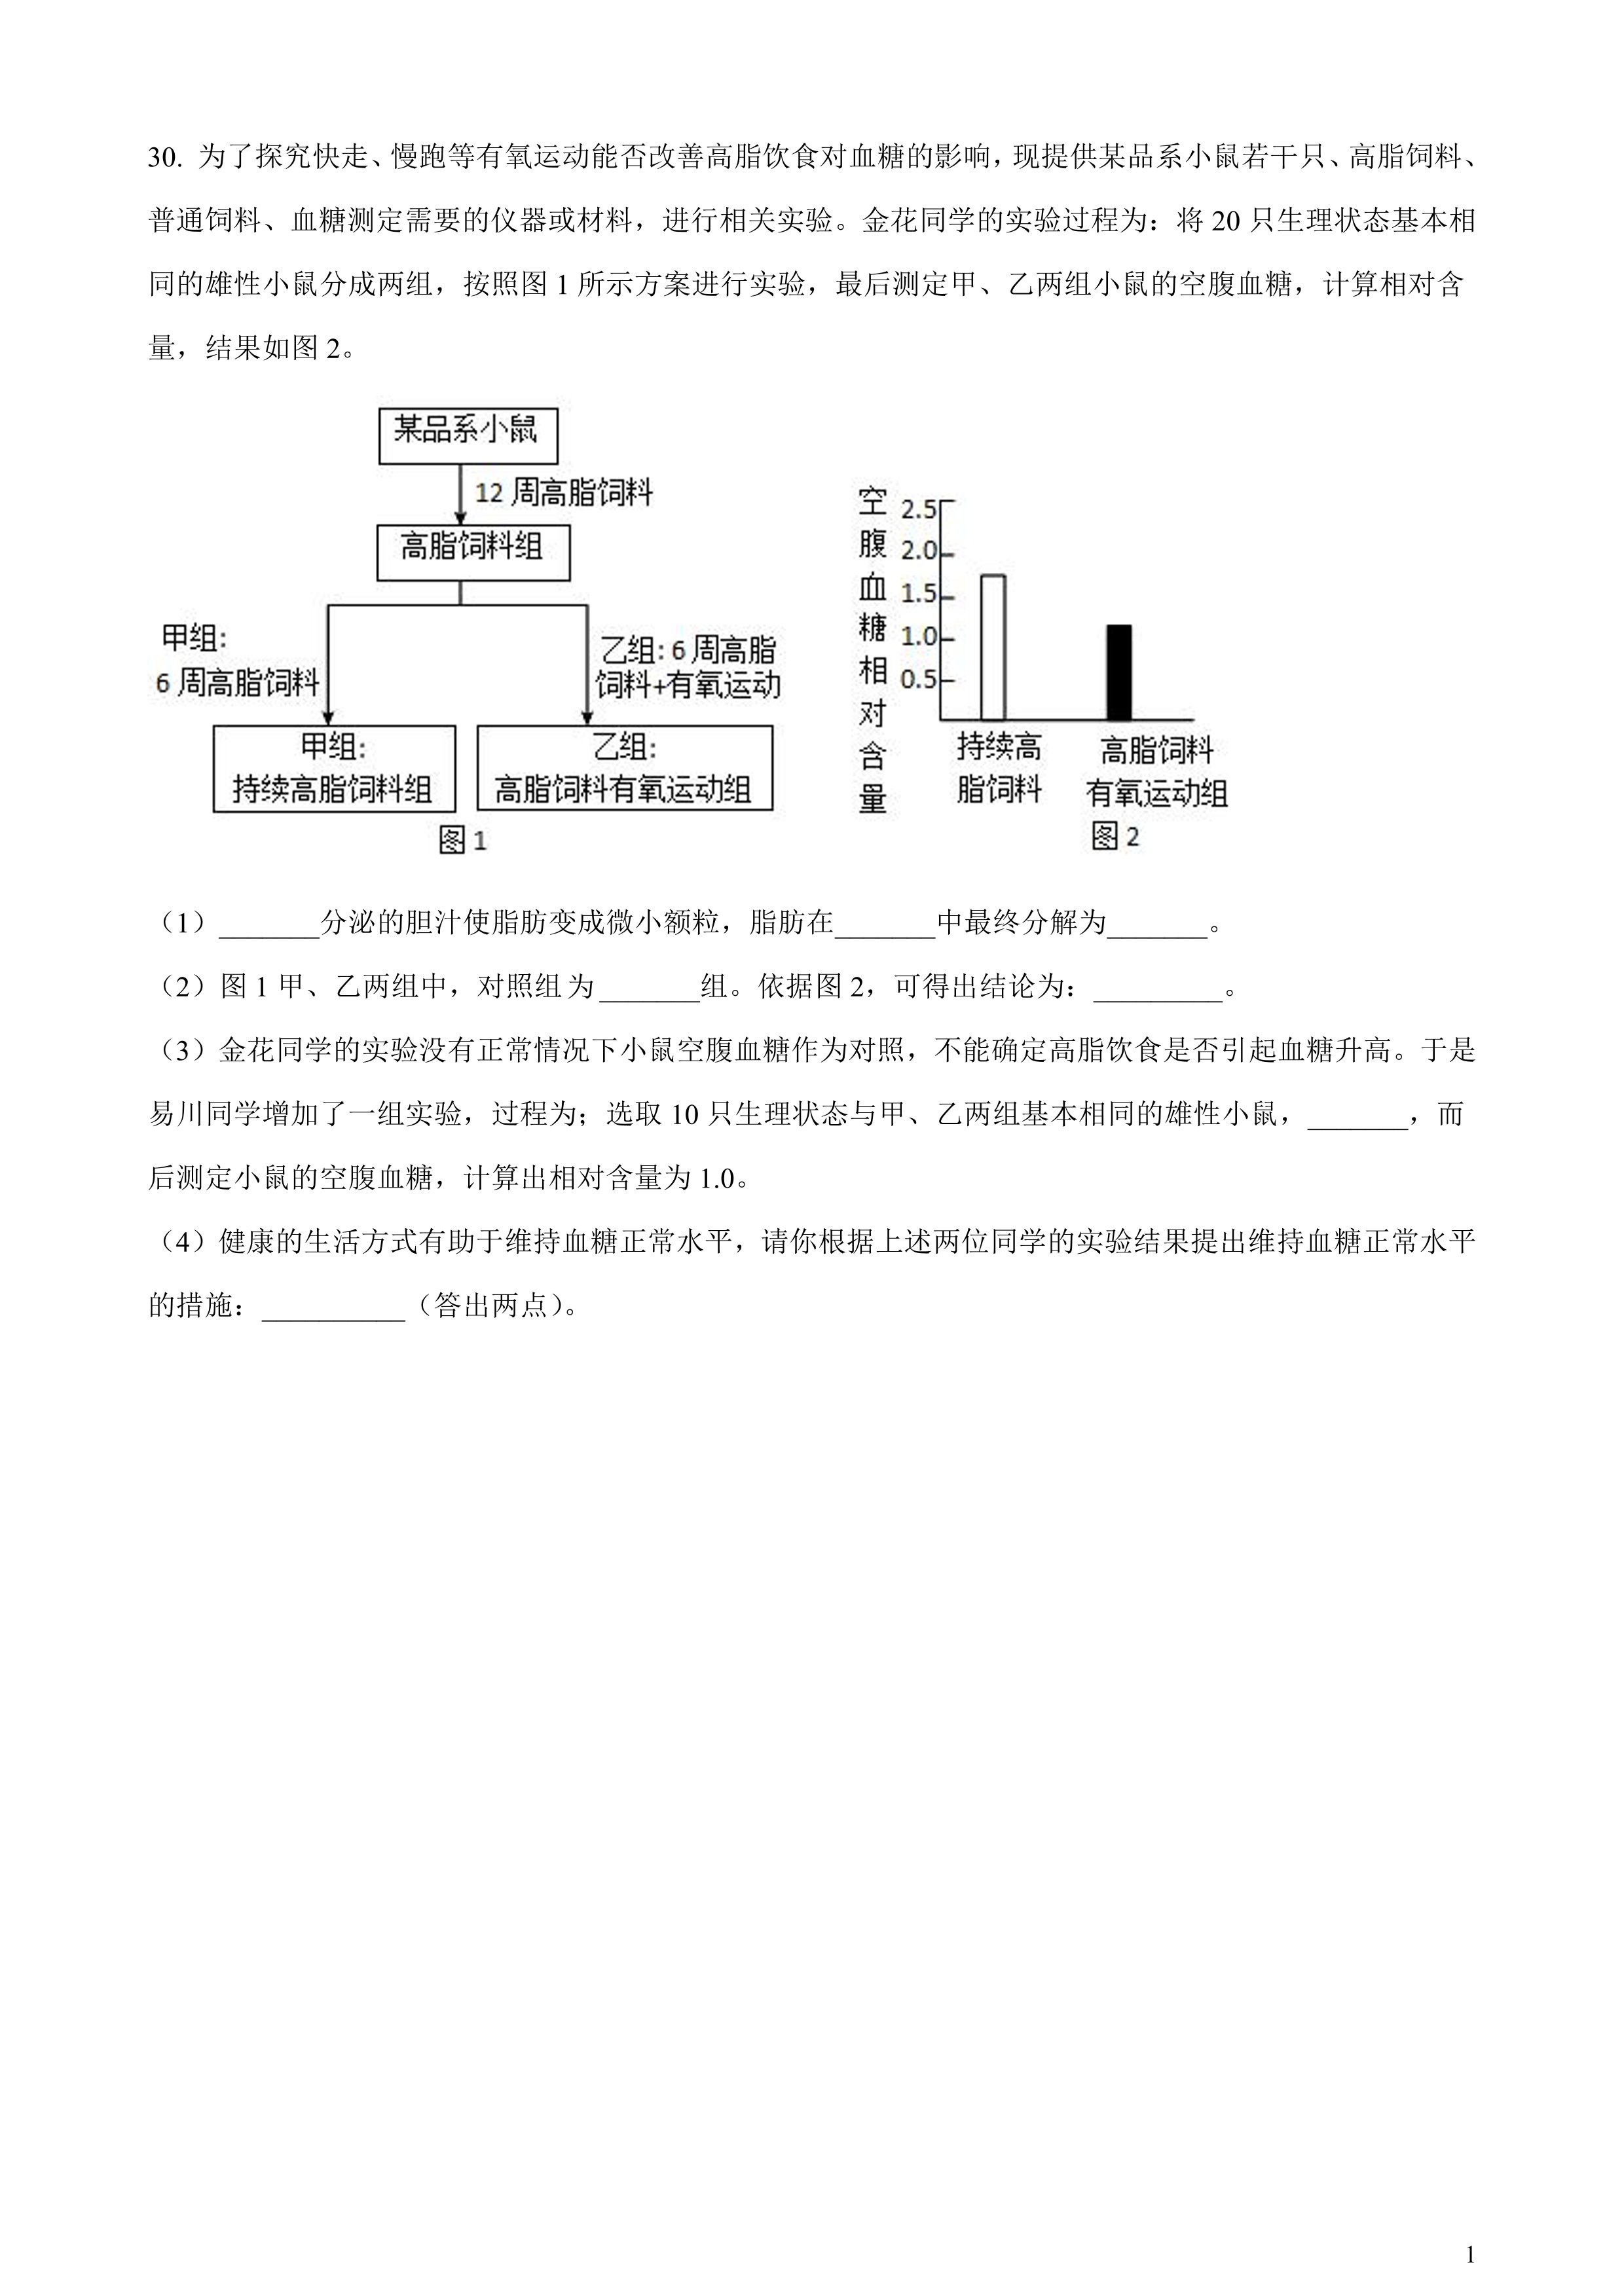 30. 为了探究快走、慢跑等有氧运动能否改善高脂饮食对血糖的影响，现提供某品系小鼠若干只、高脂饲料、
普通饲料、血糖测定需要的仪器或材料，进行相关实验。金花同学的实验过程为：将 20 只生理状态基本相
同的雄性小鼠分成两组，按照图 1 所示方案进行实验，最后测定甲、乙两组小鼠的空腹血糖，计算相对含
量，结果如图 2。
某品系小鼠
12 周高脂饲料
高脂饲料组
甲组:
6 周高脂饲料
乙组: 6 周高脂
饲料+有氧运动
甲组:
持续高脂饲料组
乙组:
高脂饲料有氧运动组
图 1
空腹血糖相对含量
2.5
2.0
1.5
1.0
0.5
持续高
脂饲料
高脂饲料
有氧运动组
图 2
（1）_______分泌的胆汁使脂肪变成微小额粒，脂肪在_______中最终分解为_______。
（2）图 1 甲、乙两组中，对照组为_______组。依据图 2，可得出结论为：_________。
（3）金花同学的实验没有正常情况下小鼠空腹血糖作为对照，不能确定高脂饮食是否引起血糖升高。于是
易川同学增加了一组实验，过程为；选取 10 只生理状态与甲、乙两组基本相同的雄性小鼠，_______，而
后测定小鼠的空腹血糖，计算出相对含量为 1.0。
（4）健康的生活方式有助于维持血糖正常水平，请你根据上述两位同学的实验结果提出维持血糖正常水平
的措施：__________（答出两点）。
1